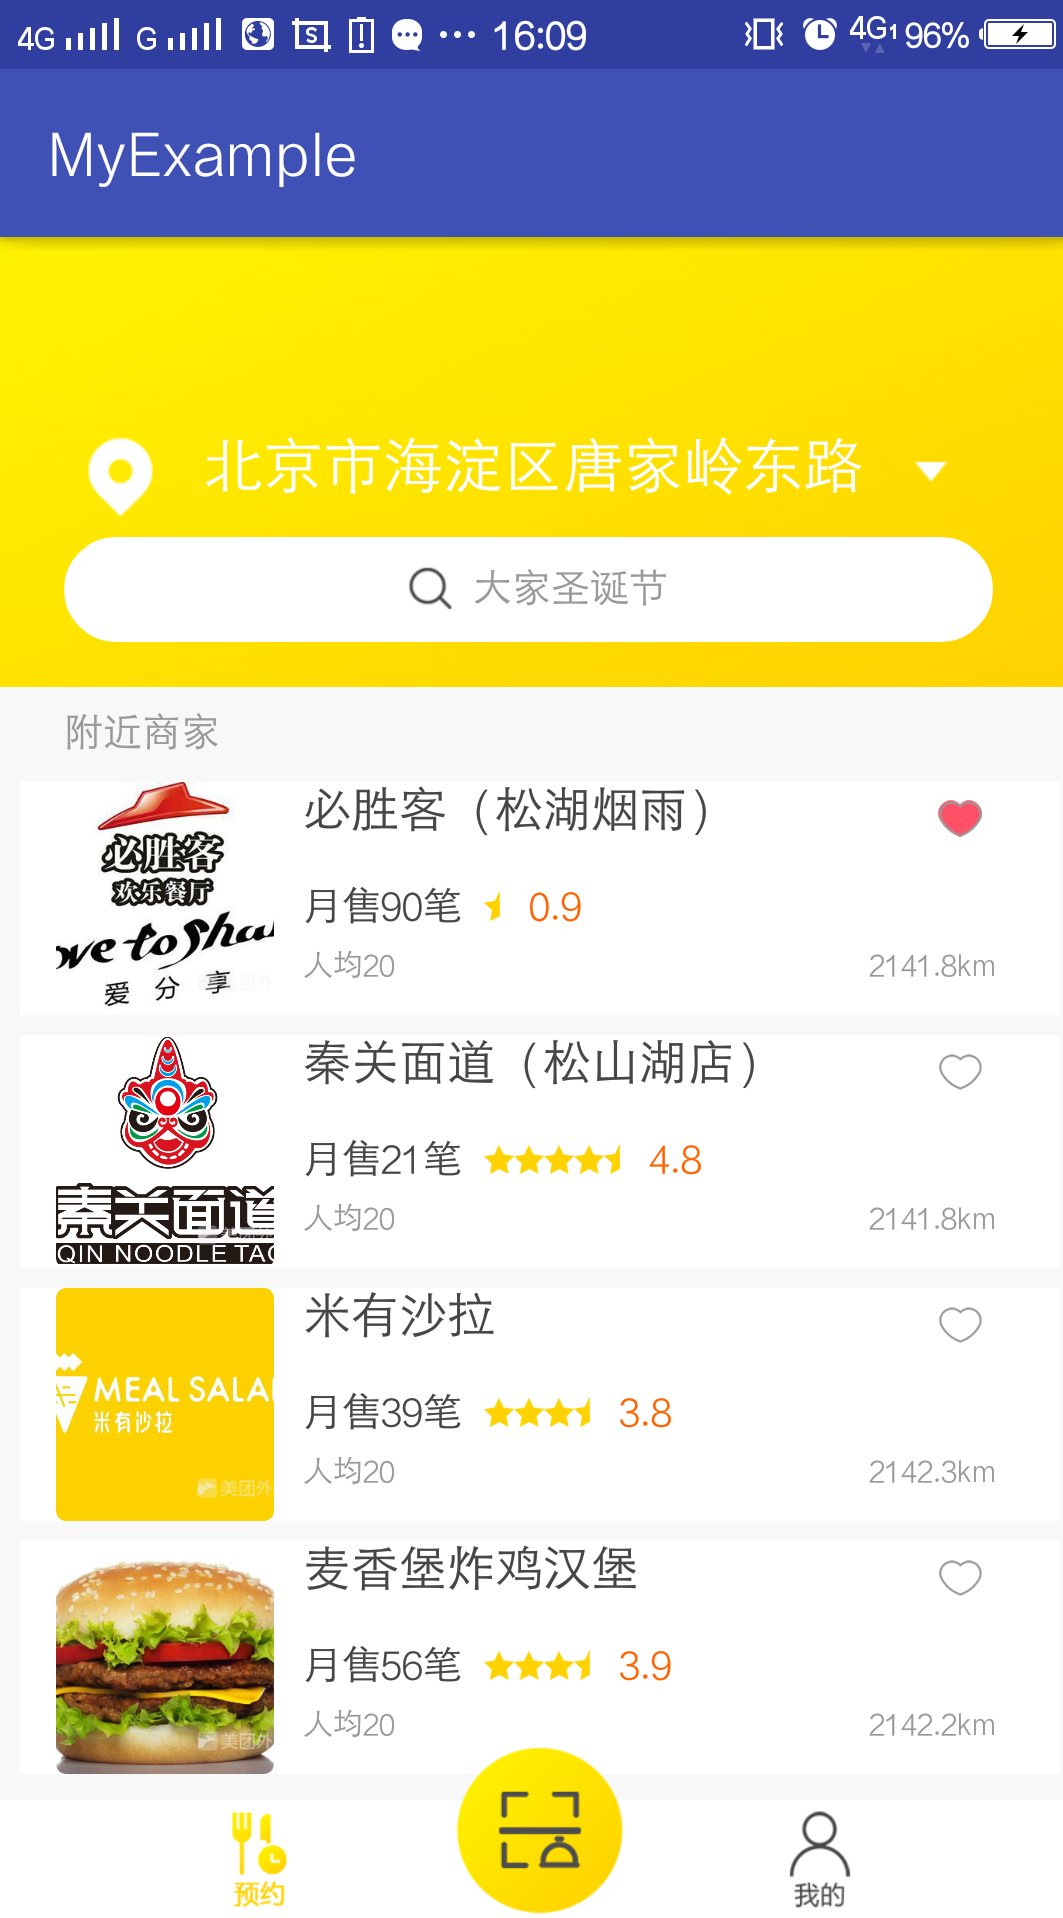 4G G S 16:09 4G1 96%
MyExample
北京市海淀区唐家岭东路
大家圣诞节
附近商家
必胜客
欢乐餐厅
we to Sha
爱分享
必胜客（松湖烟雨）
月售90笔 0.9
人均20 2141.8km
秦关面道
QIN NOODLE TAO
秦关面道（松山湖店）
月售21笔 4.8
人均20 2141.8km
MEAL SALA
米有沙拉
美团外
米有沙拉
月售39笔 3.8
人均20 2142.3km
美团外
麦香堡炸鸡汉堡
月售56笔 3.9
人均20 2142.2km
预约
我的